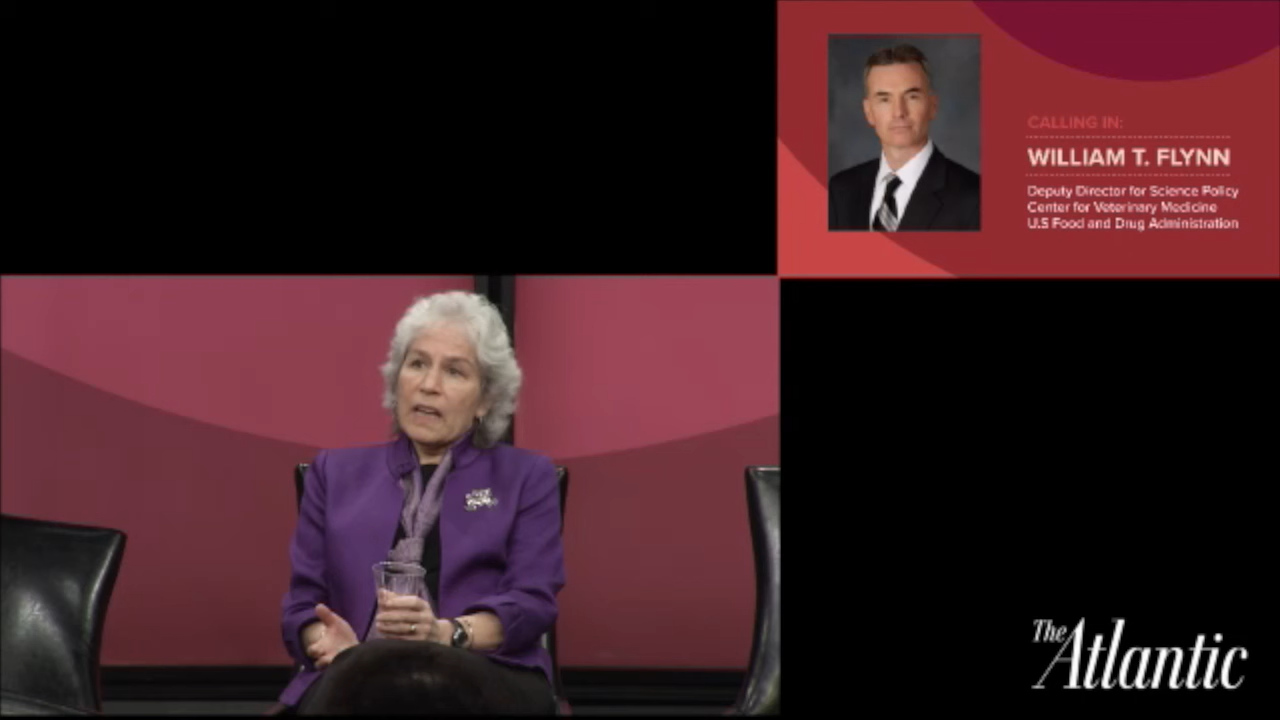 CALLING IN:
WILLIAM T. FLYNN
Deputy Director for Science Policy
Center for Veterinary Medicine
U.S Food and Drug Administration
The Atlantic